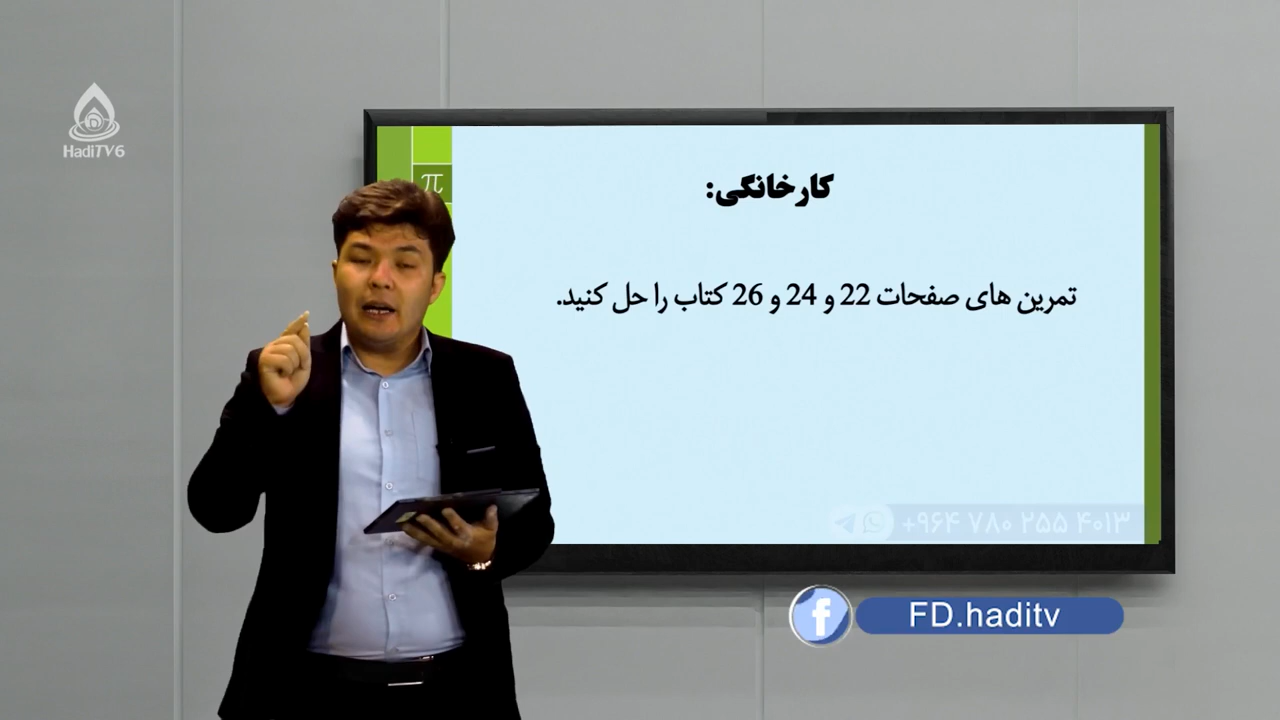 HadiTV6
π
کارخانگی:
تمرین های صفحات 22 و 24 و 26 کتاب را حل کنید.
+۹۶۴ ۷۸۰ ۲۵۵ ۴۰۱۳
FD.haditv